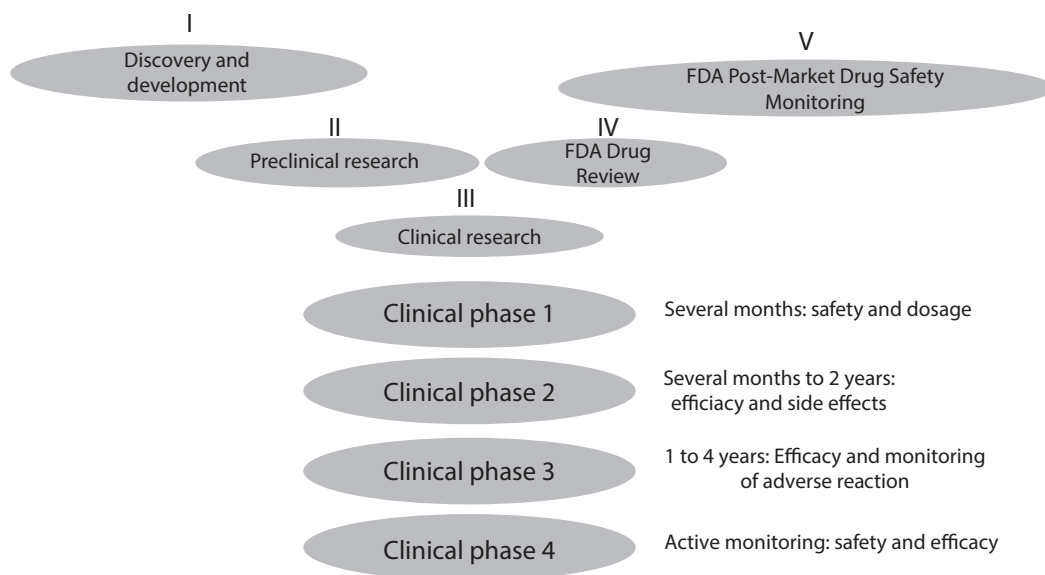 I
Discovery and
development
V
FDA Post-Market Drug Safety
Monitoring
II
Preclinical research
IV
FDA Drug
Review
III
Clinical research
Clinical phase 1
Several months: safety and dosage
Clinical phase 2
Several months to 2 years:
efficiacy and side effects
Clinical phase 3
1 to 4 years: Efficacy and monitoring
of adverse reaction
Clinical phase 4
Active monitoring: safety and efficacy